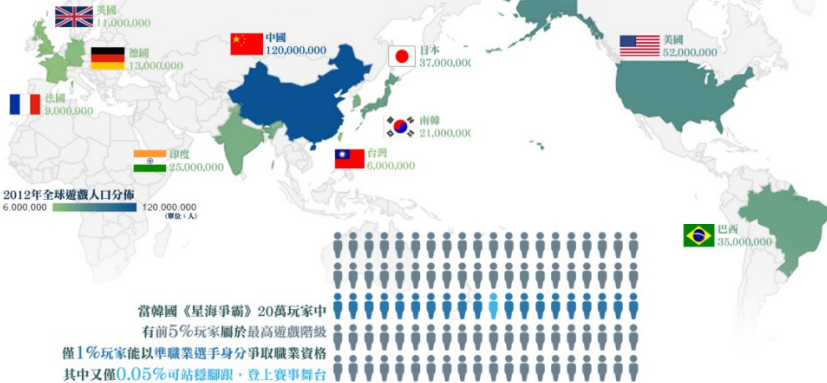 英國
11,000,000
德國
13,000,000
法國
9,000,000
中國
120,000,000
日本
37,000,000
南韓
21,000,000
印度
25,000,000
台灣
6,000,000
美國
52,000,000
巴西
35,000,000
2012年全球遊戲人口分佈
6,000,000 120,000,000
(單位：人)
當韓國《星海爭霸》20萬玩家中
有前5%玩家屬於最高遊戲階級
僅1%玩家能以準職業選手身分爭取職業資格
其中又僅0.05%可站穩腳跟，登上賽事舞台